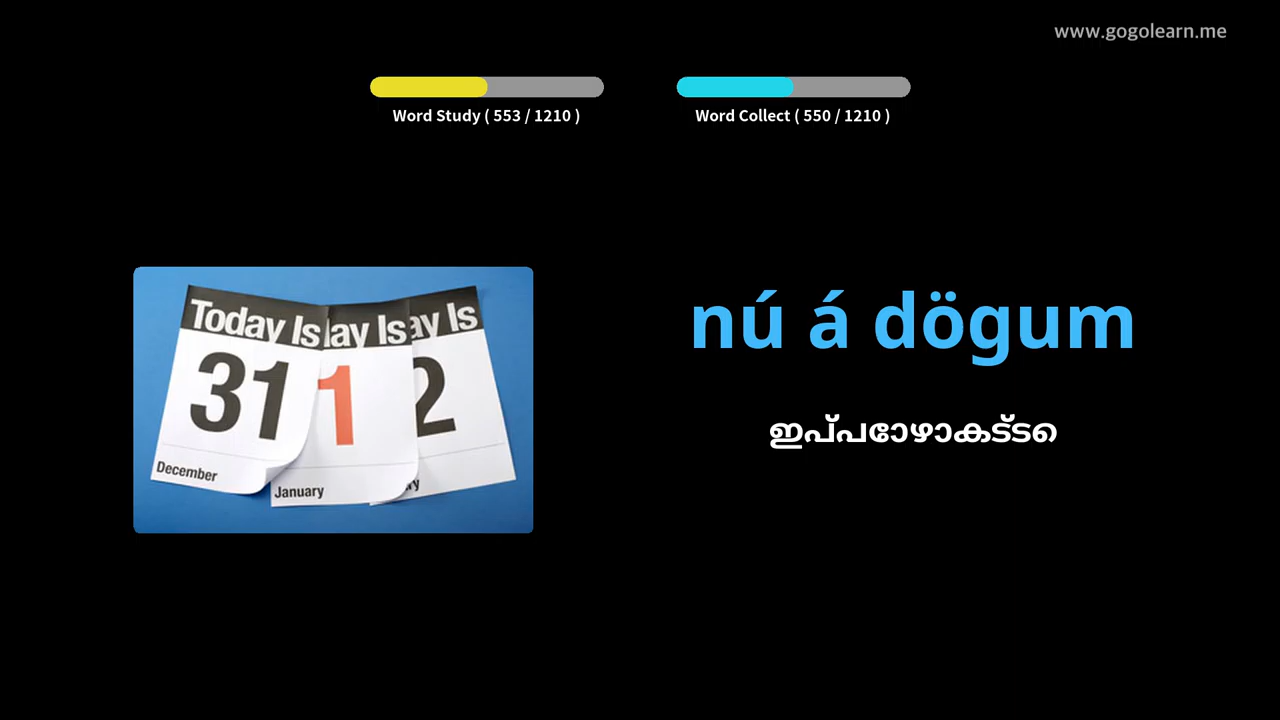 www.gogolearn.me
Word Study ( 553 / 1210 )
Word Collect ( 550 / 1210 )
nú á dögum
ഇപ്പോഴാകട്ടെ
Today Is
ay Is
ay Is
31
1
2
December
January
ry